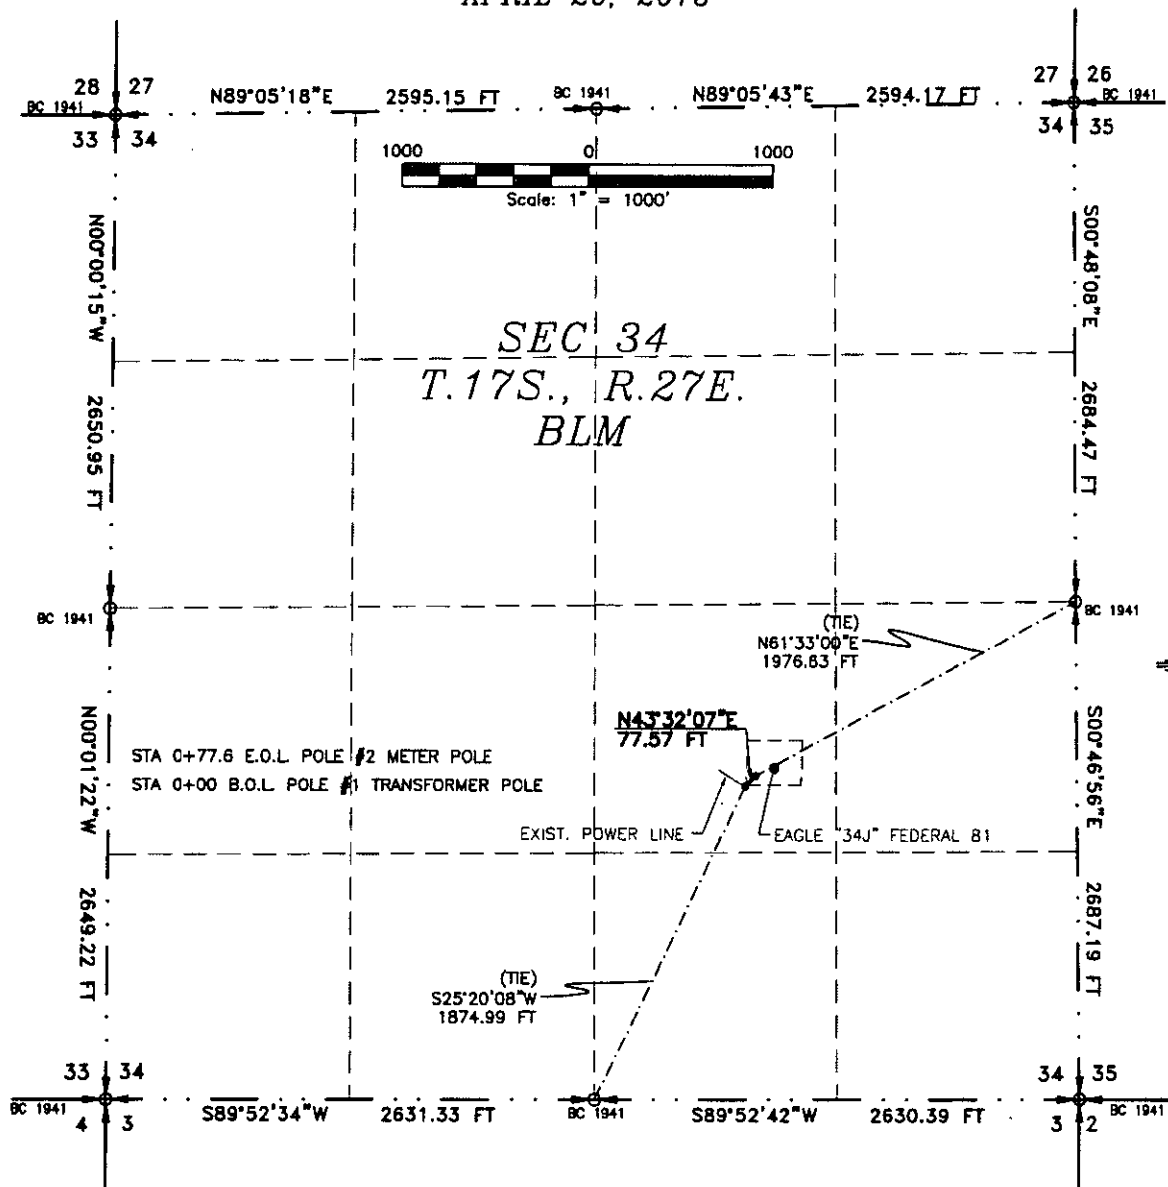 28 27
27 26
N89°05'18"E 2595.15 FT
BC 1941
N89°05'43"E 2594.17 FT
BC 1941
BC 1941
33 34
34 35
1000 0 1000
Scale: 1" = 1000'
N00°00'15"W 2650.95 FT
S00°48'08"E 2684.47 FT
SEC 34
T.17S., R.27E.
BLM
BC 1941
BC 1941
(TIE)
N61°33'00"E
1976.63 FT
N43°32'07"E
77.57 FT
N00°01'22"W 2649.22 FT
S00°46'56"E 2687.19 FT
STA 0+77.6 E.O.L. POLE #2 METER POLE
STA 0+00 B.O.L. POLE #1 TRANSFORMER POLE
EXIST. POWER LINE
EAGLE "34J" FEDERAL 81
(TIE)
S25°20'08"W
1874.99 FT
33 34
34 35
BC 1941
S89°52'34"W 2631.33 FT
BC 1941
S89°52'42"W 2630.39 FT
BC 1941
4 3
3 2